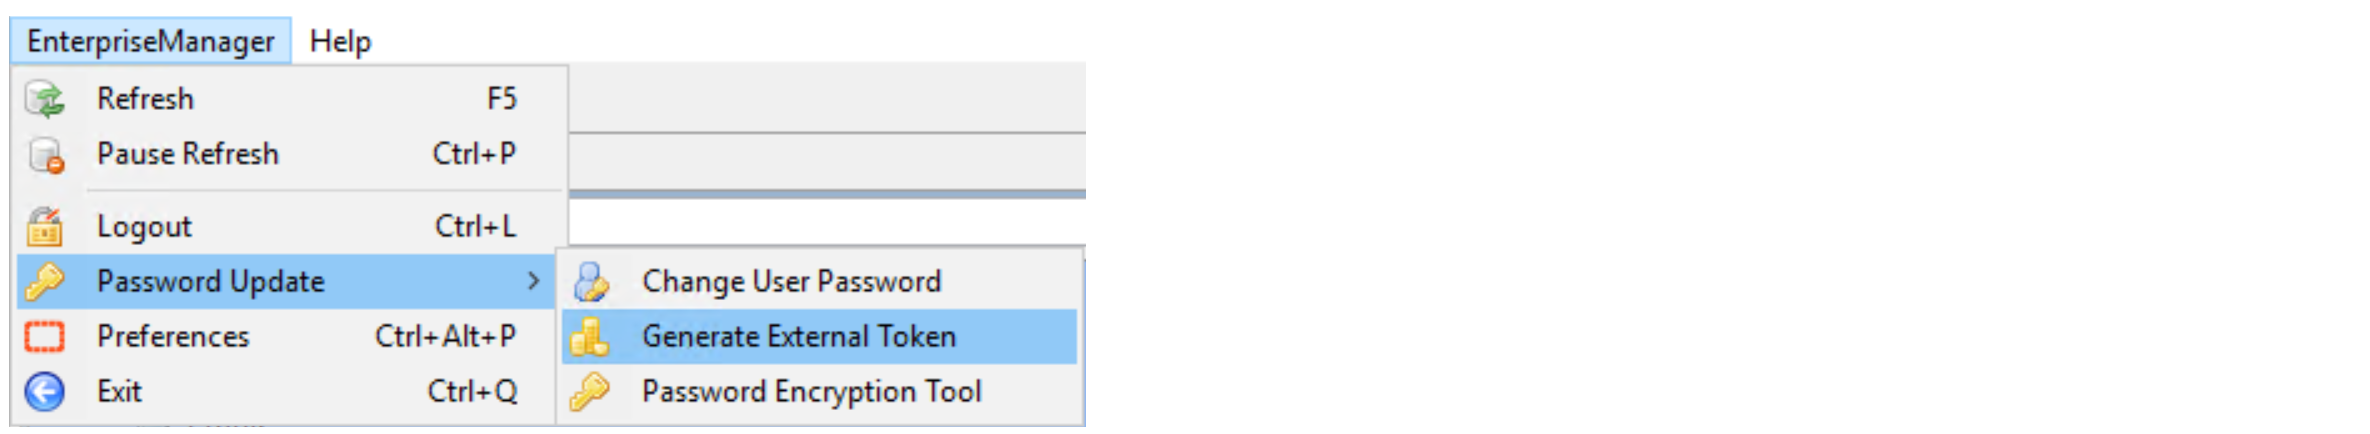 EnterpriseManager Help
Refresh F5
Pause Refresh Ctrl+P
Logout Ctrl+L
Password Update >
Change User Password
Preferences Ctrl+Alt+P
Generate External Token
Exit Ctrl+Q
Password Encryption Tool